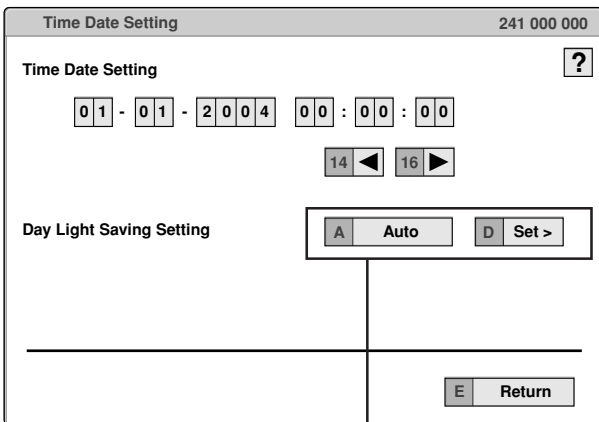 Time Date Setting 241 000 000
Time Date Setting ?
01 - 01 - 2004 00 : 00 : 00
14 ◀ 16 ▶
Day Light Saving Setting A Auto D Set >
E Return